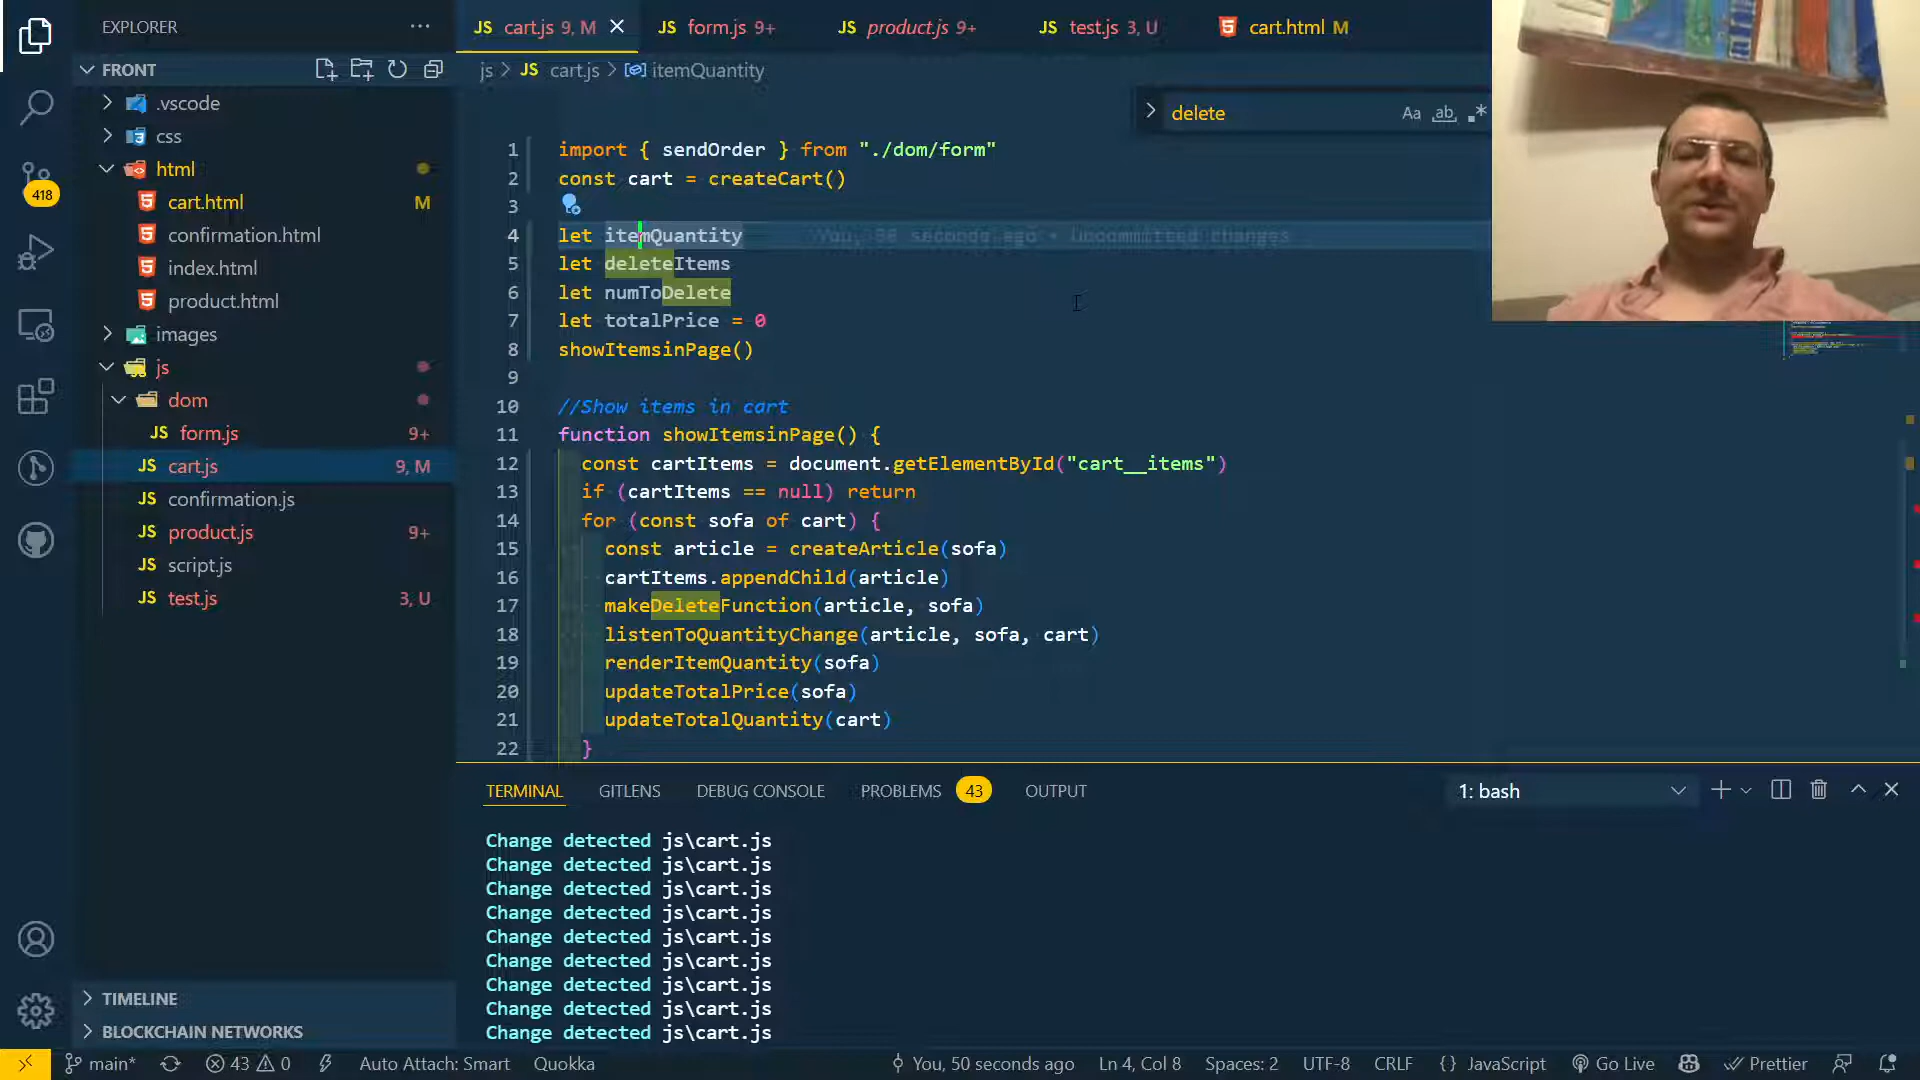 EXPLORER ···
FRONT
.vscode
css
html
cart.html M
confirmation.html
index.html
product.html
images
js
dom
JS form.js 9+
JS cart.js 9, M
JS confirmation.js
JS product.js 9+
JS script.js
JS test.js 3, U
418
TIMELINE
BLOCKCHAIN NETWORKS
JS cart.js 9, M
JS form.js 9+
JS product.js 9+
JS test.js 3, U
cart.html M
js > JS cart.js > itemQuantity
delete Aa ab .*
1 import { sendOrder } from "./dom/form"
2 const cart = createCart()
3
4 let itemQuantity You, 50 seconds ago • Uncommitted changes
5 let deleteItems
6 let numToDelete
7 let totalPrice = 0
8 showItemsinPage()
9
10 //Show items in cart
11 function showItemsinPage() {
12 const cartItems = document.getElementById("cart__items")
13 if (cartItems == null) return
14 for (const sofa of cart) {
15 const article = createArticle(sofa)
16 cartItems.appendChild(article)
17 makeDeleteFunction(article, sofa)
18 listenToQuantityChange(article, sofa, cart)
19 renderItemQuantity(sofa)
20 updateTotalPrice(sofa)
21 updateTotalQuantity(cart)
22 }
TERMINAL GITLENS DEBUG CONSOLE PROBLEMS 43 OUTPUT 1: bash
Change detected js\cart.js
Change detected js\cart.js
Change detected js\cart.js
Change detected js\cart.js
Change detected js\cart.js
Change detected js\cart.js
Change detected js\cart.js
Change detected js\cart.js
Change detected js\cart.js
main* 43 0 Auto Attach: Smart Quokka You, 50 seconds ago Ln 4, Col 8 Spaces: 2 UTF-8 CRLF {} JavaScript Go Live Prettier